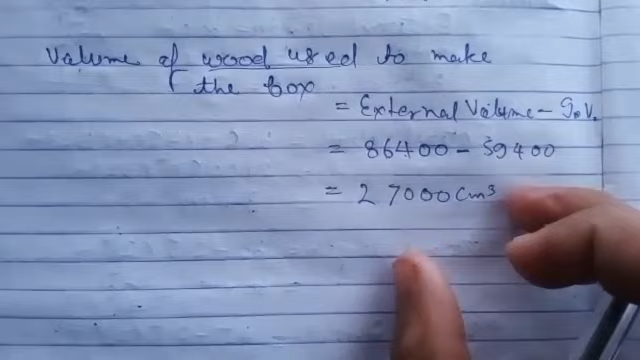 Volume of wood used to make
the box
= External Volume - I.V.
= 86400 - 59400
= 27000 cm³